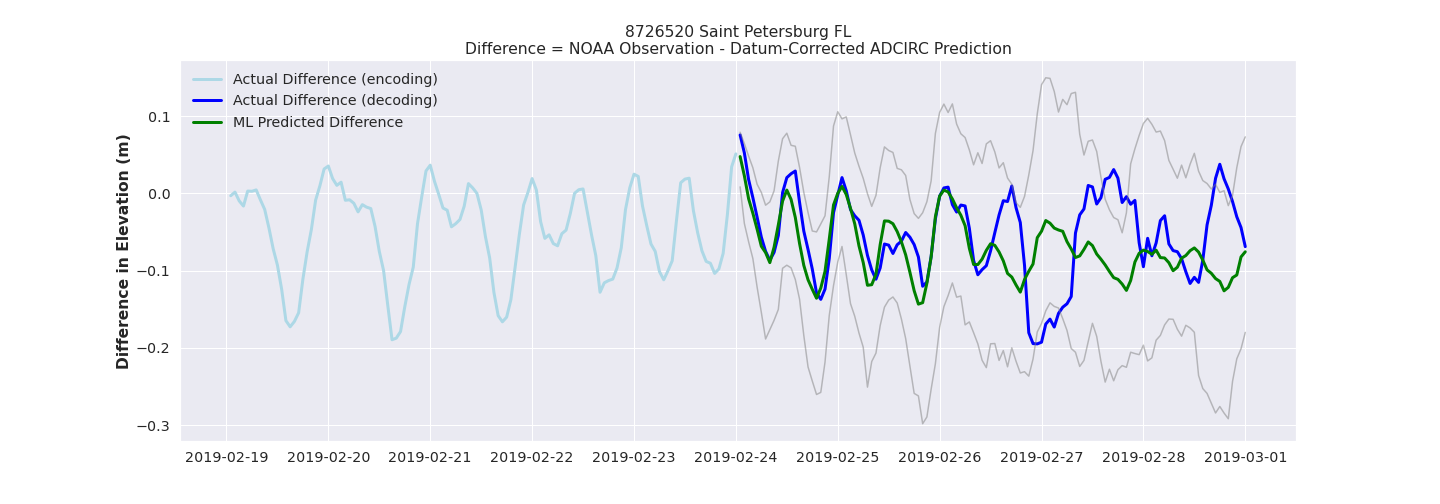 8726520 Saint Petersburg FL
Difference = NOAA Observation - Datum-Corrected ADCIRC Prediction
Actual Difference (encoding)
Actual Difference (decoding)
ML Predicted Difference
Difference in Elevation (m)
0.1
0.0
−0.1
−0.2
−0.3
2019-02-19 2019-02-20 2019-02-21 2019-02-22 2019-02-23 2019-02-24 2019-02-25 2019-02-26 2019-02-27 2019-02-28 2019-03-01